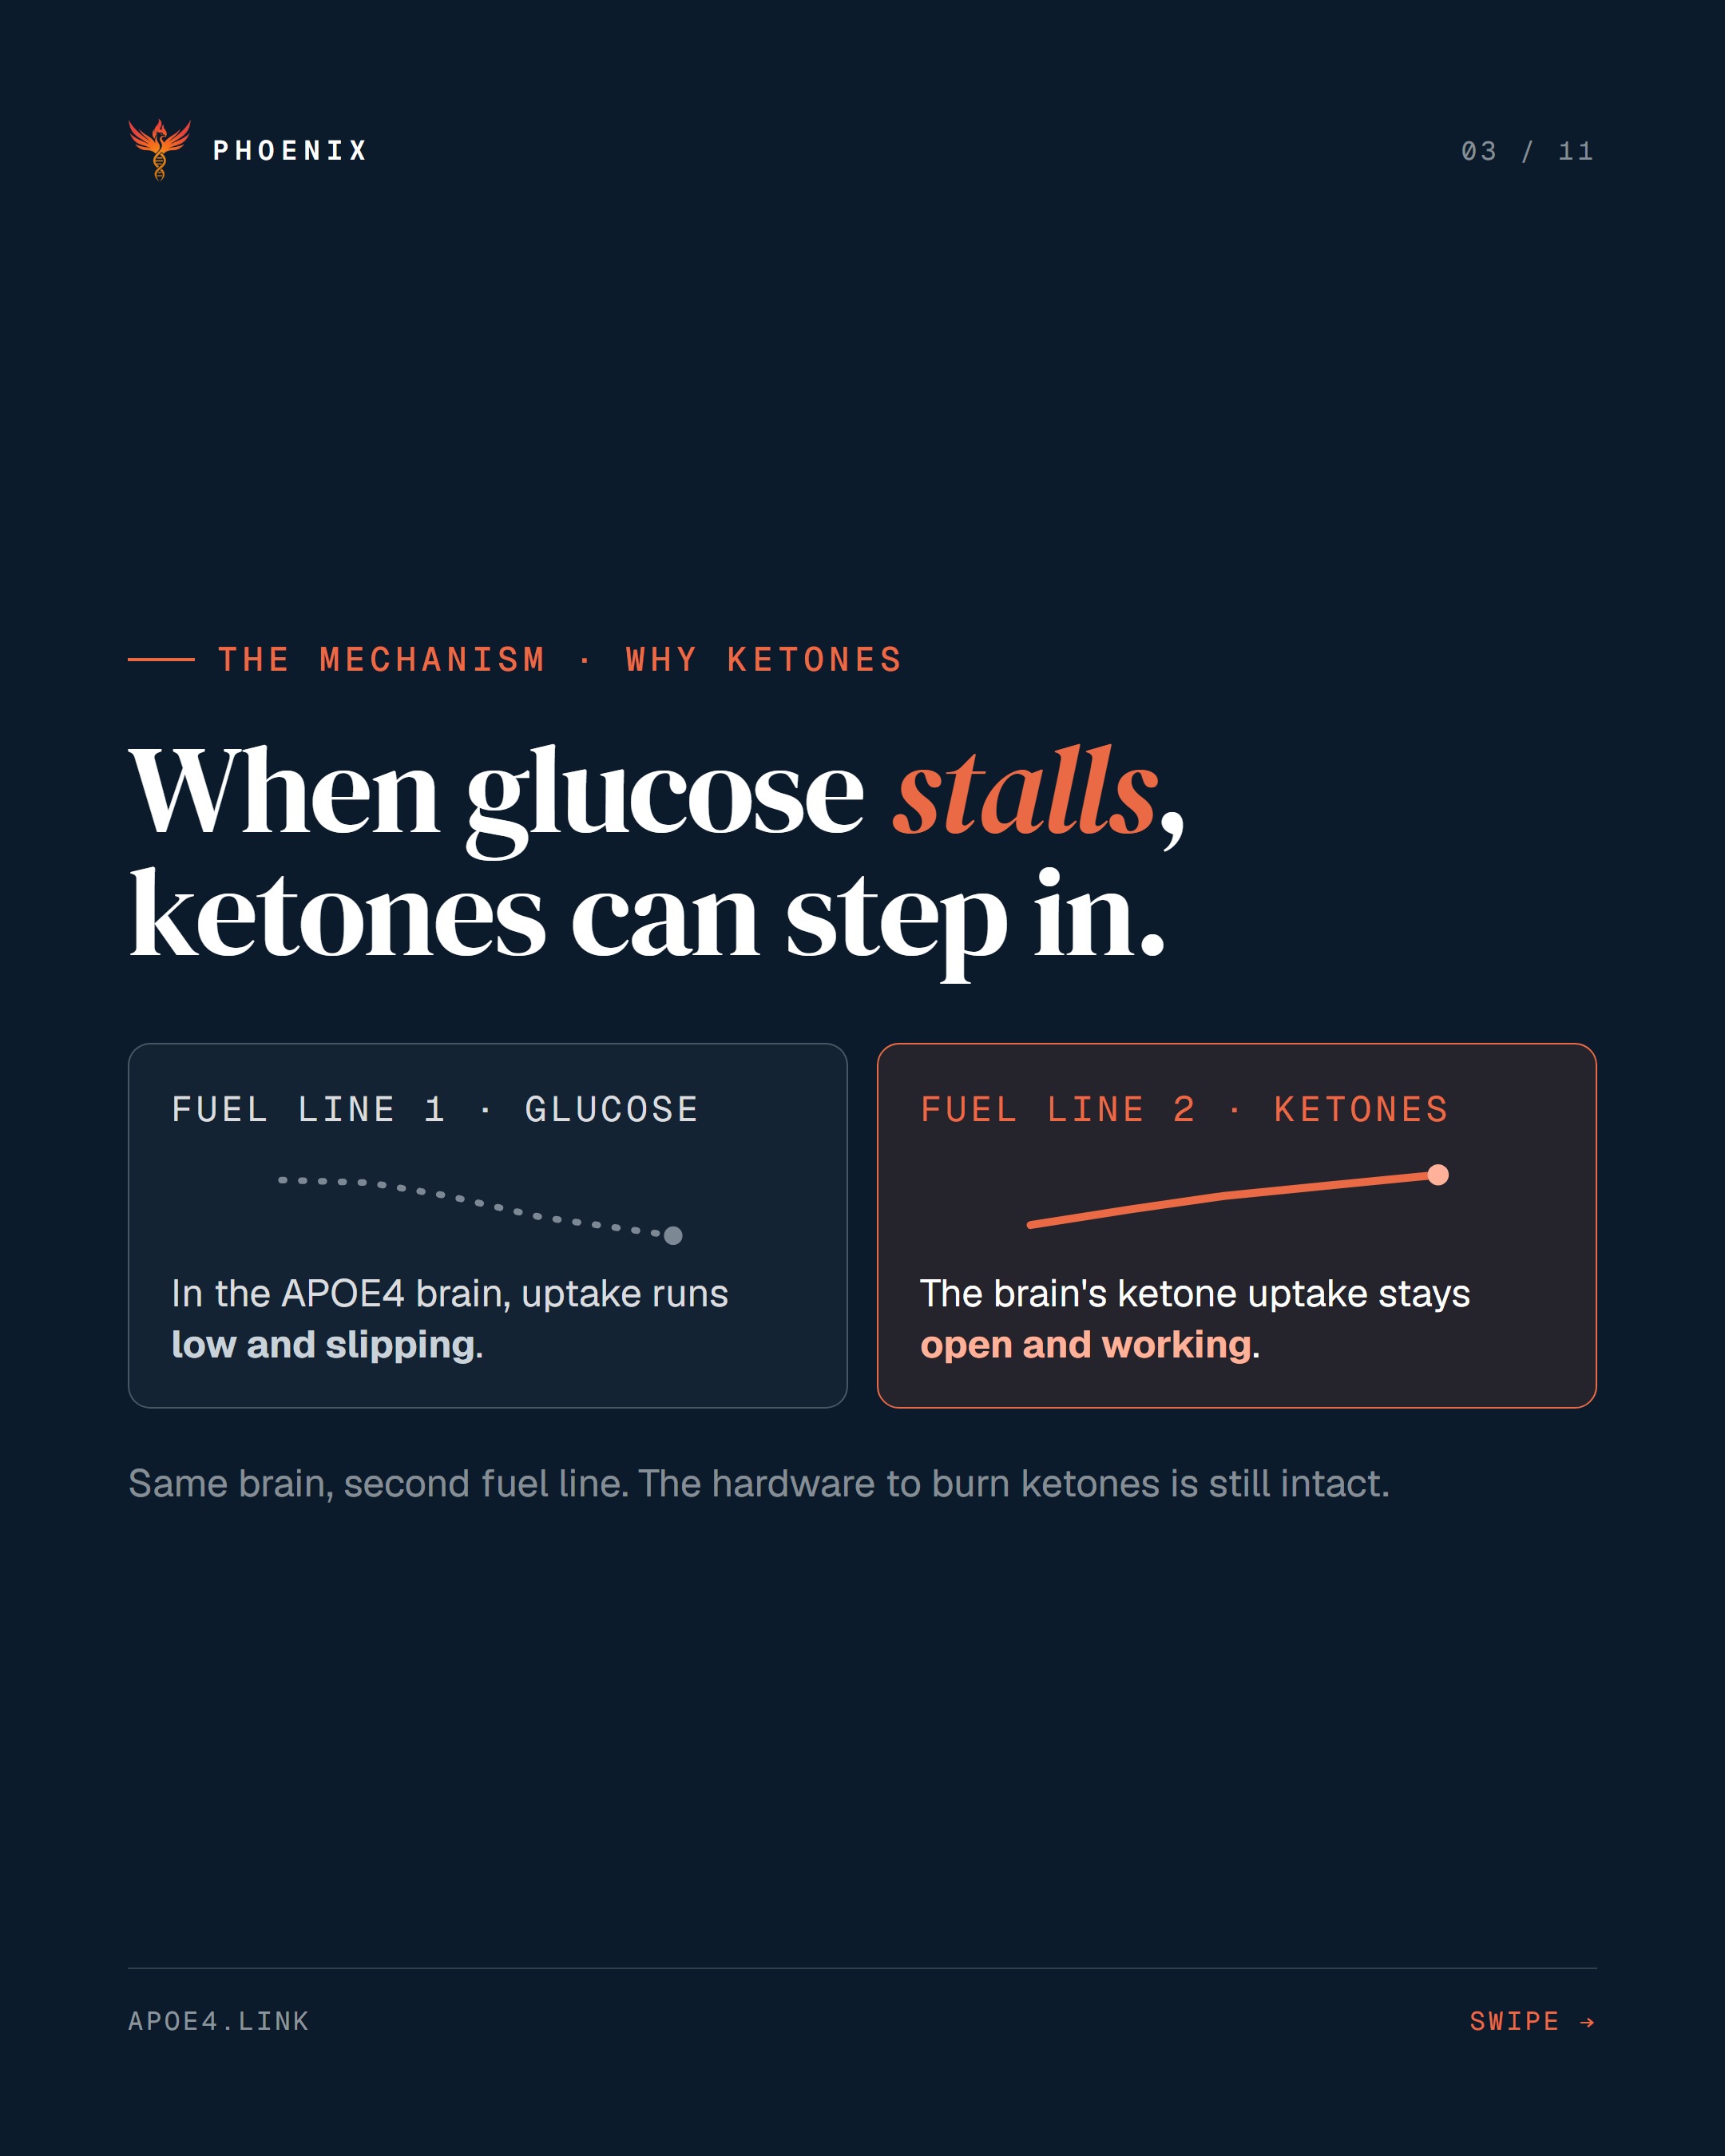 PHOENIX
03 / 11
THE MECHANISM · WHY KETONES
When glucose stalls,
ketones can step in.
FUEL LINE 1 · GLUCOSE
In the APOE4 brain, uptake runs
low and slipping.
FUEL LINE 2 · KETONES
The brain's ketone uptake stays
open and working.
Same brain, second fuel line. The hardware to burn ketones is still intact.
APOE4.LINK
SWIPE →